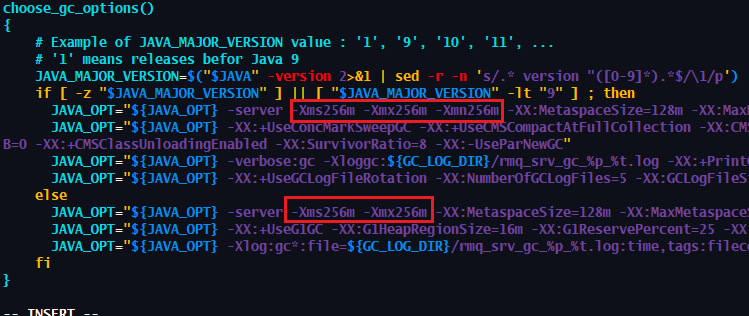 choose_gc_options()
{
    # Example of JAVA_MAJOR_VERSION value : '1', '9', '10', '11', ...
    # '1' means releases befor Java 9
    JAVA_MAJOR_VERSION=$("$JAVA" -version 2>&1 | sed -r -n 's/.* version "([0-9]*).*$/\1/p')
    if [ -z "$JAVA_MAJOR_VERSION" ] || [ "$JAVA_MAJOR_VERSION" -lt "9" ] ; then
      JAVA_OPT="${JAVA_OPT} -server -Xms256m -Xmx256m -Xmn256m -XX:MetaspaceSize=128m -XX:Max
      JAVA_OPT="${JAVA_OPT} -XX:+UseConcMarkSweepGC -XX:+UseCMSCompactAtFullCollection -XX:CMS
B=0 -XX:+CMSClassUnloadingEnabled -XX:SurvivorRatio=8 -XX:-UseParNewGC"
      JAVA_OPT="${JAVA_OPT} -verbose:gc -Xloggc:${GC_LOG_DIR}/rmq_srv_gc_%p_%t.log -XX:+Print
      JAVA_OPT="${JAVA_OPT} -XX:+UseGCLogFileRotation -XX:NumberOfGCLogFiles=5 -XX:GCLogFileS
    else
      JAVA_OPT="${JAVA_OPT} -server -Xms256m -Xmx256m -XX:MetaspaceSize=128m -XX:MaxMetaspaceS
      JAVA_OPT="${JAVA_OPT} -XX:+UseG1GC -XX:G1HeapRegionSize=16m -XX:G1ReservePercent=25 -XX
      JAVA_OPT="${JAVA_OPT} -Xlog:gc*:file=${GC_LOG_DIR}/rmq_srv_gc_%p_%t.log:time,tags:fileco
    fi
}
-- INSERT --